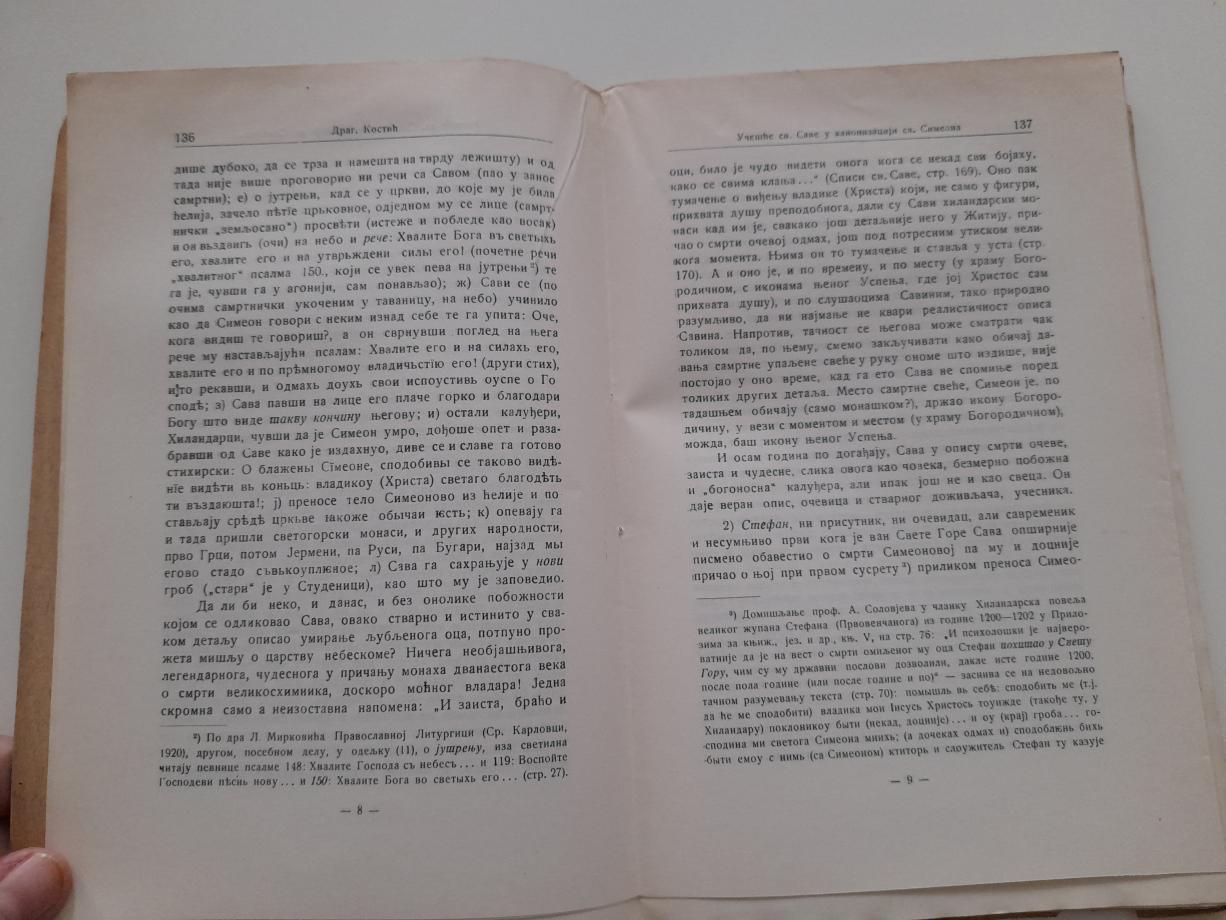 136
Драг. Костић
лише дубоко, да се трза и намешта на тврду лежишту) и од
тада није више проговорио ни речи са Савом (пао у занос
самртни); е) о јутрењи, кад се у цркви, до које му је била
ћелија, зачело пѣтїе црьковное, одједном му се лице (самрт-
нички „землосано“) просвети (истеже и побледе као восак)
и он възdвигь (очи) на небо и рече: Хвалите Бога въ светыхь
его, хвалите его и на утврьждени силы его! (почетне речи
„хвалитног“ псалма 150., који се увек пева на јутрењи²) те
га је, чувши га у агонији, сам понављао); ж) Сави се (по
очима самртнички укоченим у таваницу, на небо) учинило
као да Симеон говори с неким изнад себе те га упита: Оче,
кога видиш те говориш?, а он сврнувши поглед на њега
рече му настављајући псалам: Хвалите его и на силахь его,
хвалите его и по прѣмногомоу владичьстїю его! (други стих),
и̯то рекавши, и одмахь доухь свои испоустивь оуспе о Го
сподѣ; з) Сава павши на лице его плаче горко и благодари
Богу што виде такву кончину његову; и) и остали калуђери,
Хиландарци, чувши да је Симеон умро, дођоше опет и раза-
бравши од Саве како је издахнуо, диве се и славе га готово
стихирски: О блажены Сїмеоне, сподобивы се таково видѣ-
нїе видѣти вь коньць: владикоу (Христа) светаго благодѣть
ти въздаюшта!; ј) преносе тело Симеоново из ћелије и по
стављају срѣдѣ црькве ꙗкоже обычаи ѥсть; к) опевају га
и тада пришли светогорски монаси, и других народности,
прво Грци, потом Јермени, па Руси, па Бугари, најзад мы
егово стадо съвькоуплѥное; л) Сава га сахрањује у нови
гроб („стари“ је у Студеници), као што му је заповедио.
Да ли би неко, и данас, и без онолике побожности
којом се одликовао Сава, овако стварно и истинито у сва-
ком детаљу описао умирање љубљенога оца, потпуно про-
жета мишљу о царству небескоме? Ничега необјашњивога,
легендарнога, чудеснога у причању монаха дванаестога века
о смрти великосхимника, доскоро моћног владара! Једна
скромна само а неизоставна напомена: „И заиста, браћо и
²) По дра Л. Мирковића Православној Литургици (Ср. Карловци,
1920), другом, посебном делу, у одељку (11), о јутрењу, иза светилна
читају певнице псалме 148: Хвалите Господа съ небесъ... и 119: Воспойте
Господеви пѣснь нову... и 150: Хвалите Бога во светыхь его... (стр. 27).
— 8 —
Учешће св. Саве у канонизацији св. Симеона
137
оци, било је чудо видети онога кога се некад сви бојаху,
како се свима клања...“ (Списи св. Саве, стр. 169). Оно пак
тумачење о виђењу владике (Христа) који, не само у фигури,
прихвата душу преподобнога, дали су Сави хиландарски мо-
наси кад им је, свакако још детаљније него у Житију, при-
чао о смрти очевој одмах, још под потресним утиском вели-
кога момента. Њима он то тумачење и ставља у уста (стр.
170). А и оно је, и по времену, и по месту (у храму Бого-
родичном, с иконама њеног Успења, где јој Христос сам
прихвата душу), и по слушаоцима Савиним, тако природно
разумљиво, да ни најмање не квари реалистичност описа
Савина. Напротив, тачност се његова може сматрати чак
толиком да, по њему, смемо закључивати како обичај да-
вања самртне упаљене свеће у руку ономе што издише, није
постојао у оно време, кад га ето Сава не спомиње поред
толиких других детаља. Место самртне свеће, Симеон је, по
тадашњем обичају (само монашком?), држао икону Богоро-
дичину, у вези с моментом и местом (у храму Богородичном),
можда, баш икону њеног Успења.
И осам година по догађају, Сава у опису смрти очеве,
заиста и чудесне, слика овога као човека, безмерно побожна
и „богоносна“ калуђера, али ипак још не и као свеца. Он
даје веран опис, очевица и стварног доживљача, учесника.
2) Стефан, ни присутник, ни очевидац, али савременик
и несумњиво први кога је ван Свете Горе Сава опширније
писмено обавестио о смрти Симеоновој па му и доцније
причао о њој при првом сусрету³) приликом преноса Симео-
³) Домишљање проф. А. Соловјева у чланку Хиландарска повеља
великог жупана Стефана (Првовенчанога) из године 1200—1202 у Прило-
зима за књиж., јез. и др., књ. V, на стр. 76: „И психолошки је најверо-
ватније да је на вест о смрти омиљеног му оца Стефан похитао у Свету
Гору, чим су му државни послови дозволили, дакле исте године 1200,
после пола године (или после године и по)“ — заснива се на недовољно
тачном разумевању текста (стр. 70): помышль вь себѣ: сподобить ме (т.ј.
да ће ме сподобити) владика мои Їнсусь Христось тоуижде (такође ту, у
Хиландару) поклоникоу быти (некад, доцније)... и оу (крај) гроба... го-
сподина ми светога Симеона мнихь; (а дочеках одмах и) сподоблѥнь бихь
быти емоу с нимь (са Симеоном) ктиторь и саружитељ Стефан ту казује
— 9 —